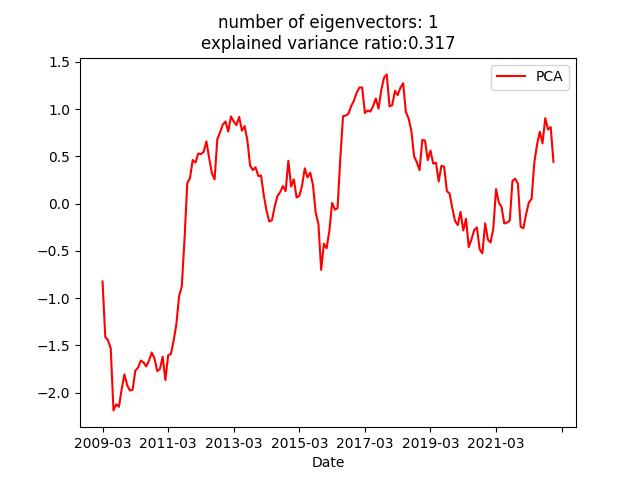 number of eigenvectors: 1
explained variance ratio:0.317
PCA
1.5
1.0
0.5
0.0
−0.5
−1.0
−1.5
−2.0
2009-03 2011-03 2013-03 2015-03 2017-03 2019-03 2021-03
Date